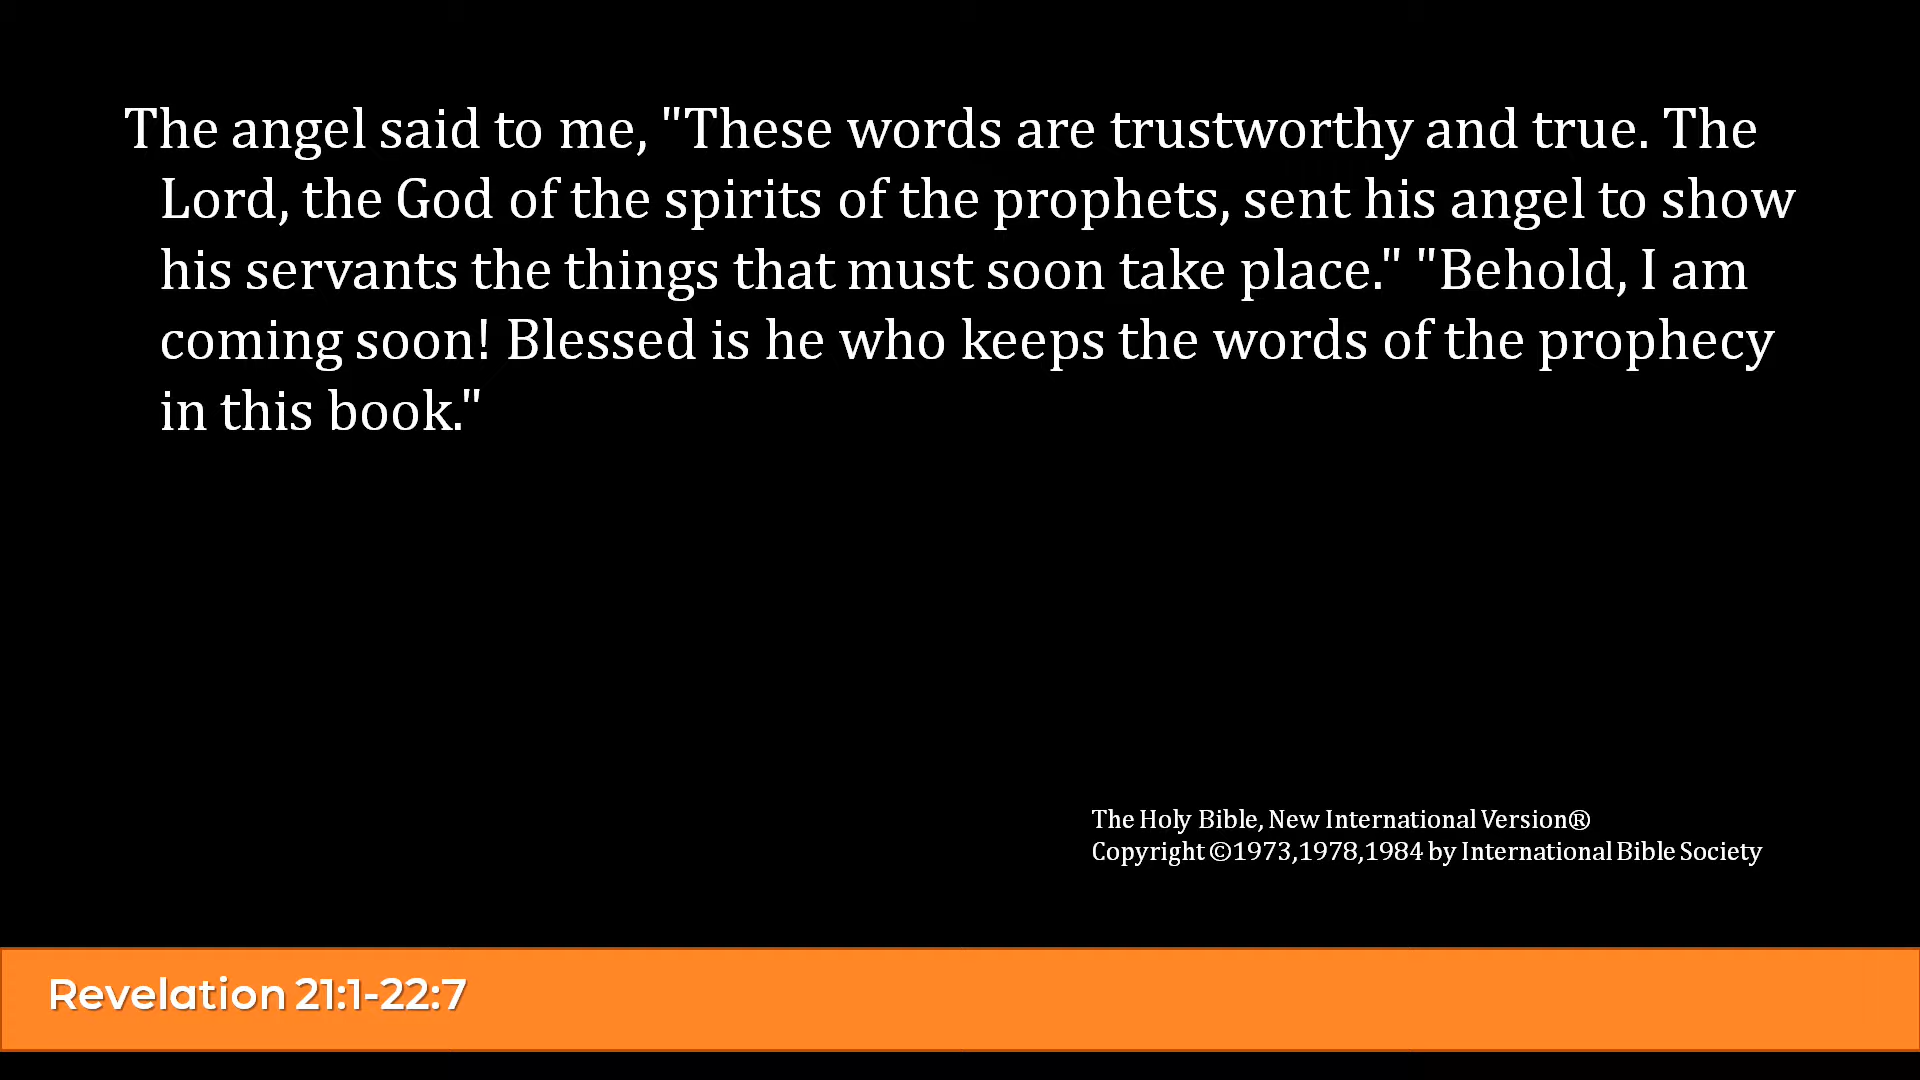 The angel said to me, "These words are trustworthy and true. The
Lord, the God of the spirits of the prophets, sent his angel to show
his servants the things that must soon take place." "Behold, I am
coming soon! Blessed is he who keeps the words of the prophecy
in this book."
The Holy Bible, New International Version®
Copyright ©1973,1978,1984 by International Bible Society
Revelation 21:1-22:7